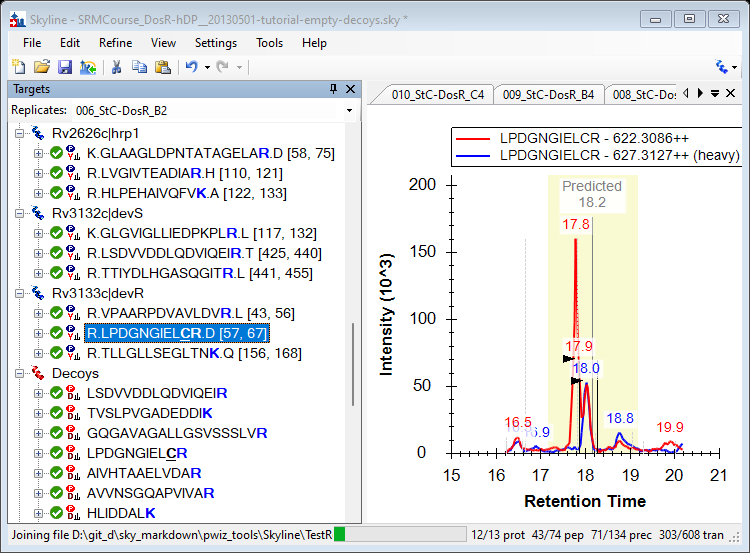 Skyline - SRMCourse_DosR-hDP__20130501-tutorial-empty-decoys.sky *
File Edit Refine View Settings Tools Help
Targets
Replicates: 006_StC-DosR_B2
Rv2626c|hrp1
K.GLAAGLDPNTATAGELAR.D [58, 75]
R.LVGIVTEADIAR.H [110, 121]
R.HLPEHAIVQFVK.A [122, 133]
Rv3132c|devS
K.GLGVIGLLIEDPKPLR.L [117, 132]
R.LSDVVDDLQDVIQEIR.T [425, 440]
R.TTIYDLHGASQGITR.L [441, 455]
Rv3133c|devR
R.VPAARPDVAVLDVR.L [43, 56]
R.LPDGNGIELCR.D [57, 67]
R.TLLGLLSEGLTNK.Q [156, 168]
Decoys
LSDVVDDLQDVIQEIR
TVSLPVGADEDDIK
GQGAVAGALLGSVSSSLVR
LPDGNGIELCR
AIVHTAAELVDAR
AVVNSGQAPVIVAR
HLIDDALK
010_StC-DosR_C4 009_StC-DosR_B4 008_StC-Dos
LPDGNGIELCR - 622.3086++
LPDGNGIELCR - 627.3127++ (heavy)
Predicted
18.2
17.8
17.9
18.0
16.5
16.9
18.8
19.9
Intensity (10^3)
200
150
100
50
0
15 16 17 18 19 20 21
Retention Time
Joining file D:\git_d\sky_markdown\pwiz_tools\Skyline\TestR
12/13 prot 43/74 pep 71/134 prec 303/608 tran